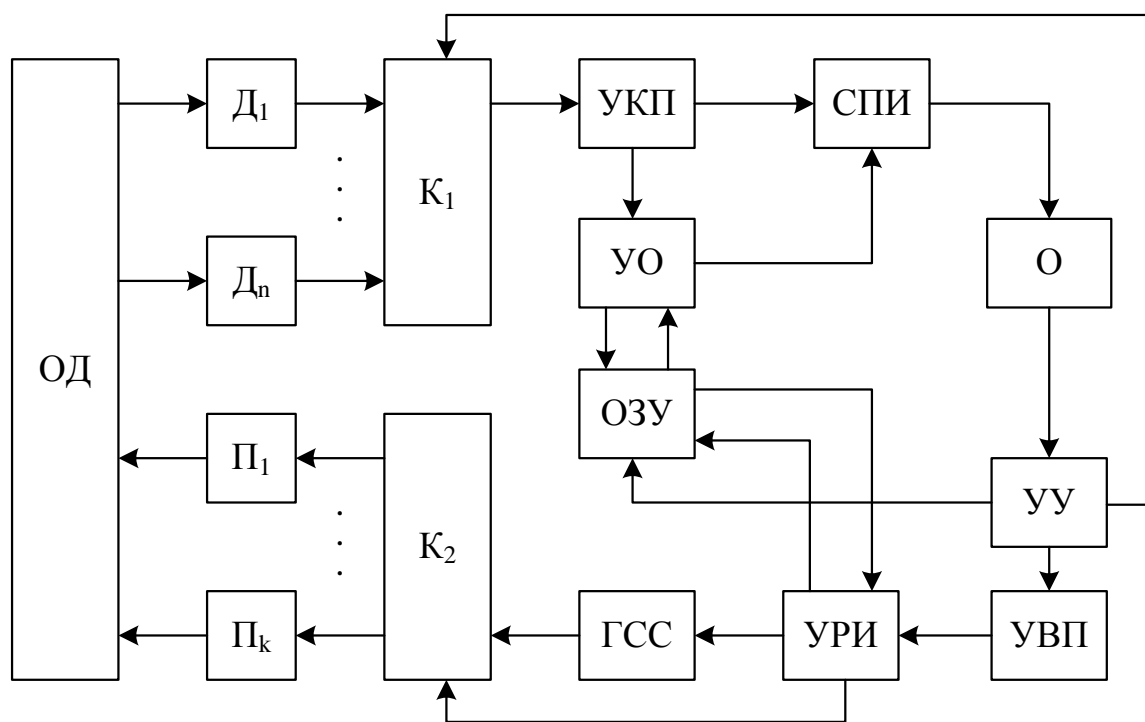 Д₁
УКП
СПИ
К₁
УО
О
Дₙ
ОД
ОЗУ
П₁
К₂
УУ
Пₖ
ГСС
УРИ
УВП